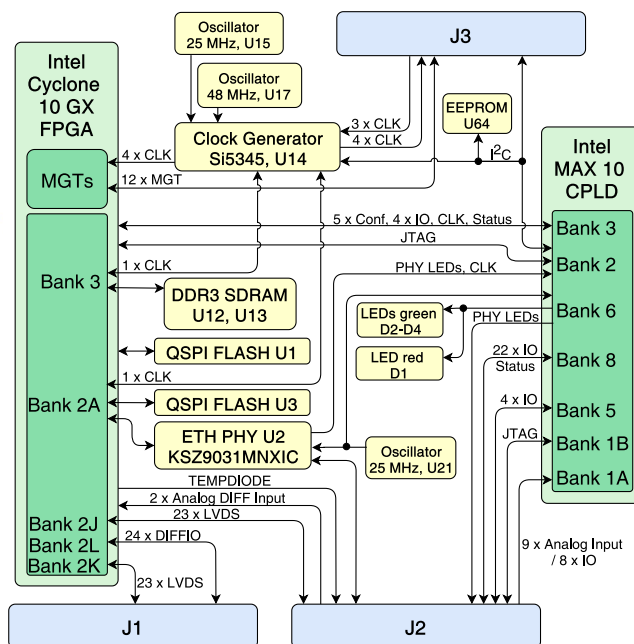 Oscillator
25 MHz, U15
J3
Intel
Cyclone
10 GX
FPGA
Oscillator
48 MHz, U17
EEPROM
U64
3 x CLK
Clock Generator
Si5345, U14
4 x CLK
4 x CLK
I²C
Intel
MAX 10
CPLD
MGTs
12 x MGT
5 x Conf, 4 x IO, CLK, Status
Bank 3
JTAG
Bank 2
1 x CLK
PHY LEDs, CLK
Bank 3
DDR3 SDRAM
U12, U13
LEDs green
D2-D4
Bank 6
PHY LEDs
QSPI FLASH U1
LED red
D1
22 x IO
Status
Bank 8
1 x CLK
Bank 2A
QSPI FLASH U3
4 x IO
Bank 5
ETH PHY U2
KSZ9031MNXIC
Oscillator
25 MHz, U21
JTAG
Bank 1B
TEMPDIODE
Bank 1A
2 x Analog DIFF Input
23 x LVDS
Bank 2J
24 x DIFFIO
Bank 2L
Bank 2K
9 x Analog Input
/ 8 x IO
23 x LVDS
J1
J2